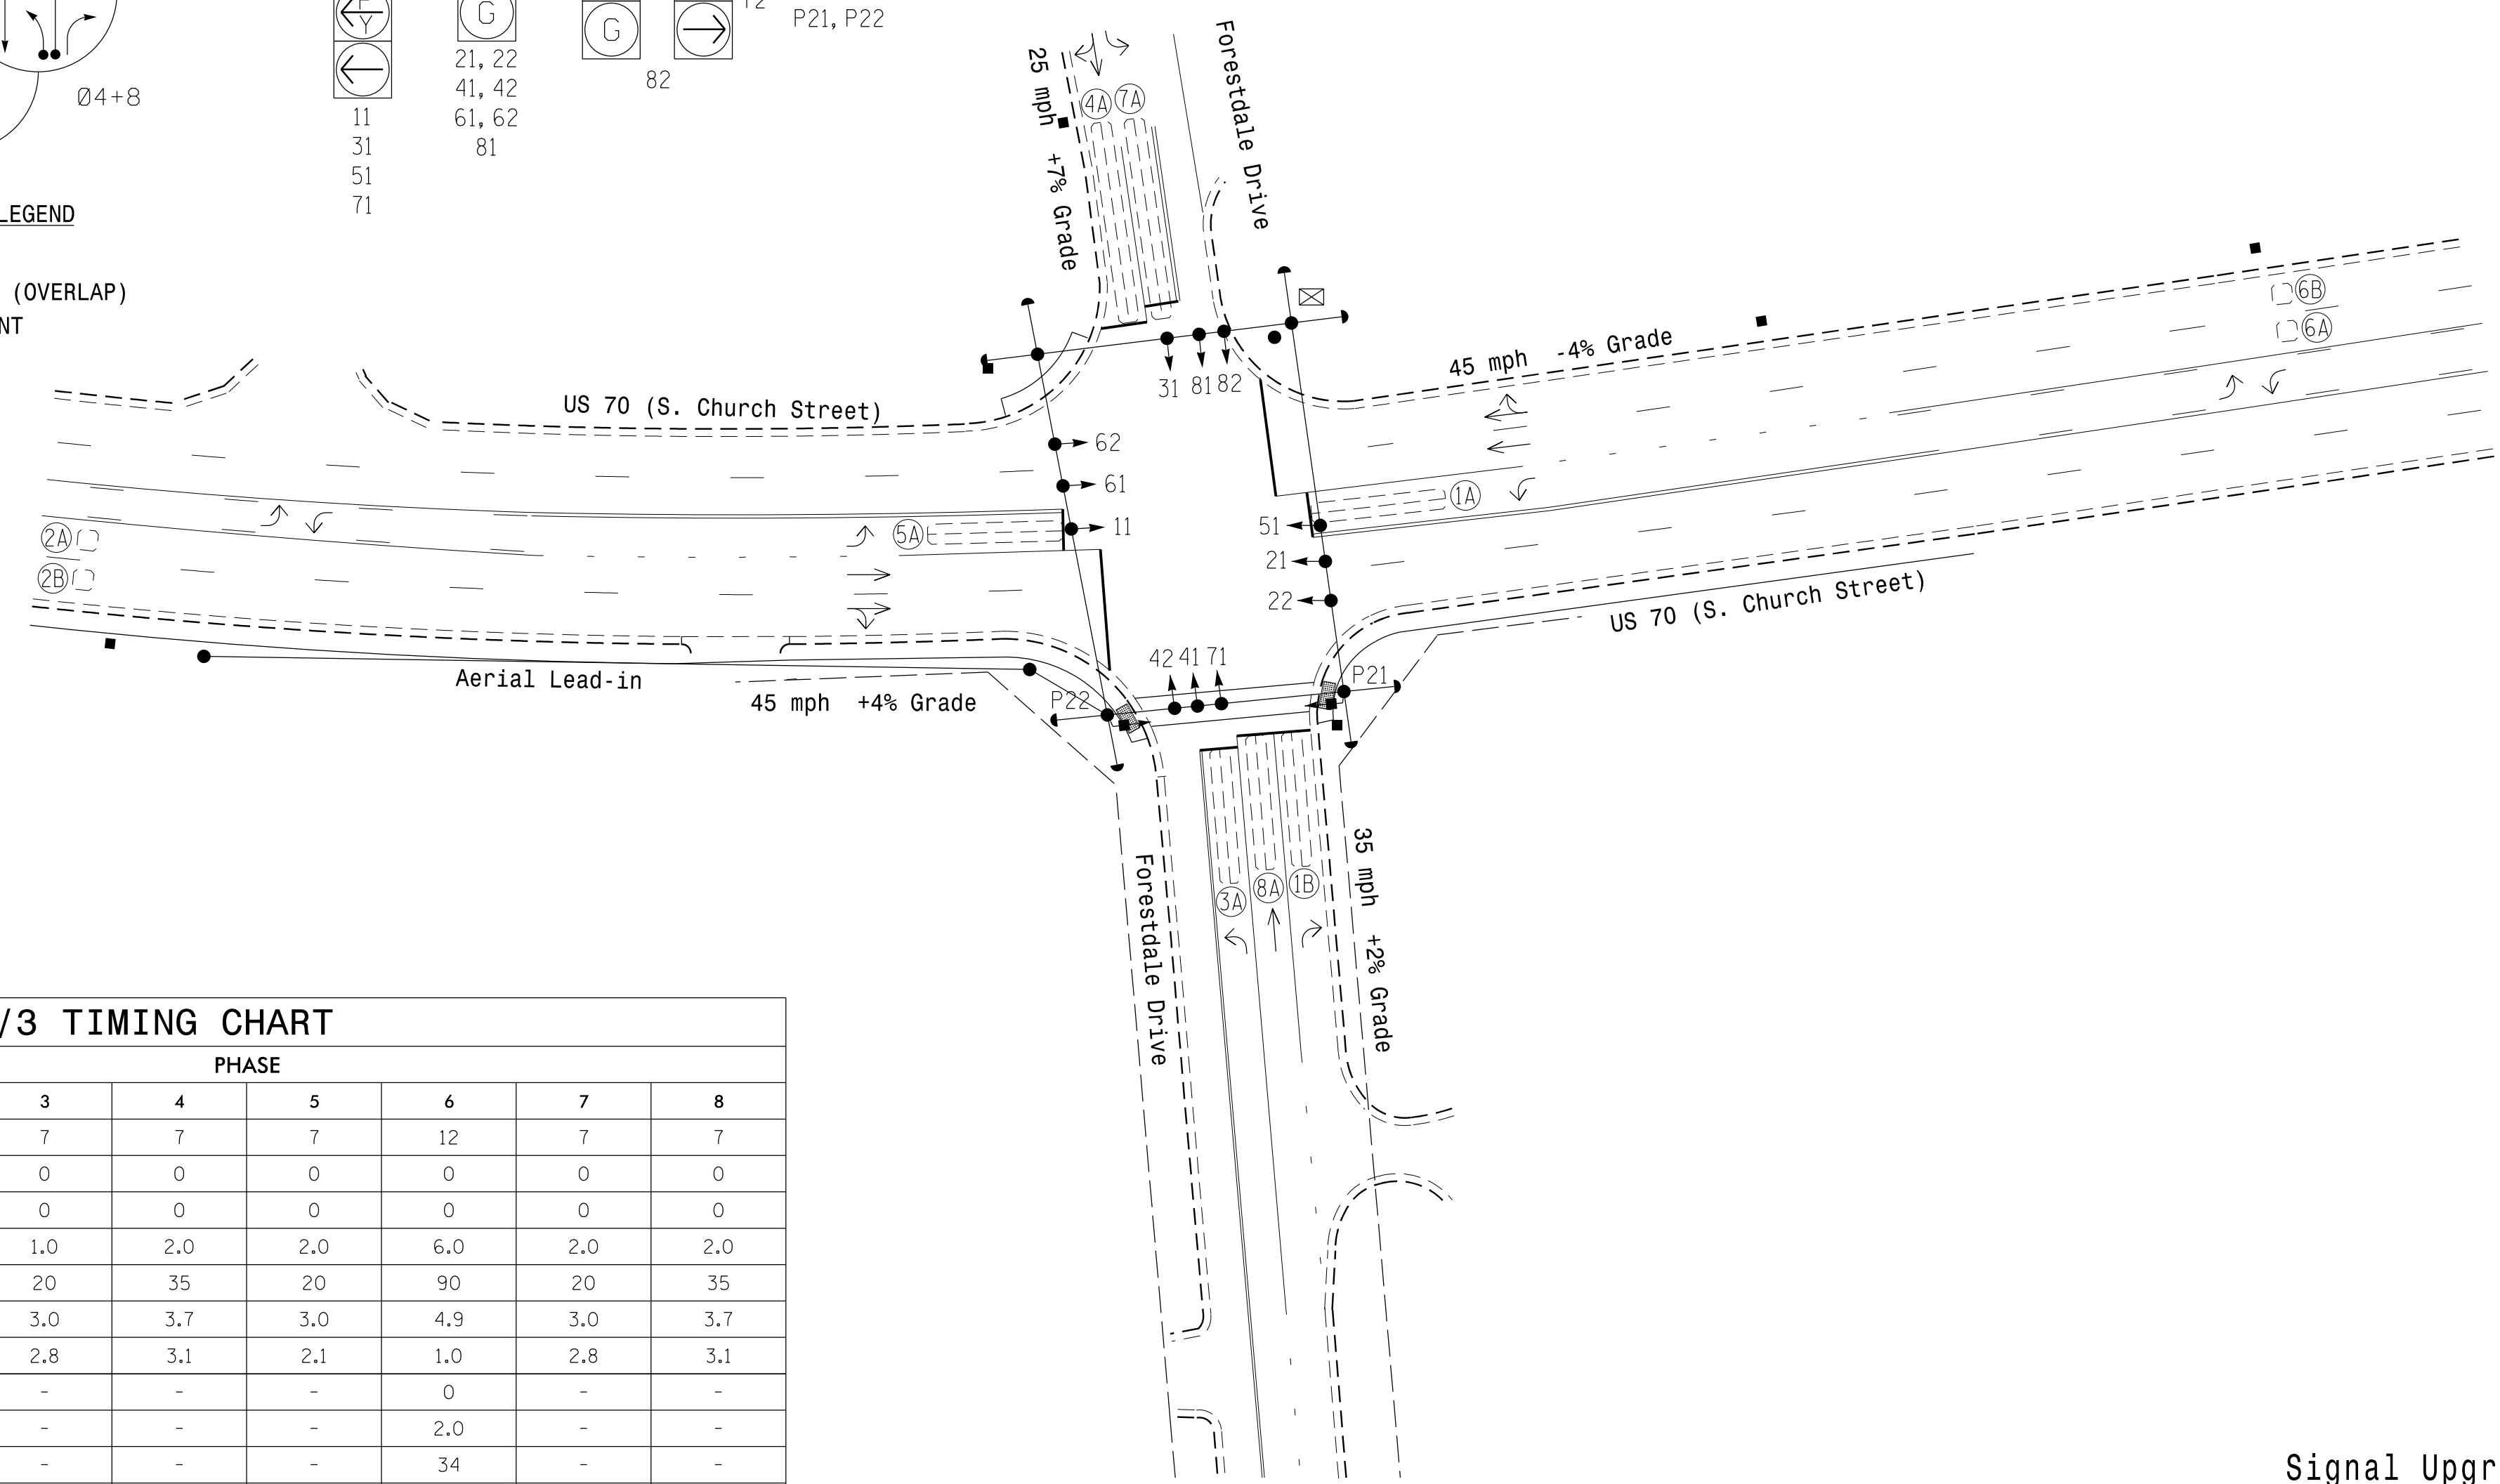 F
Y
G
G
12
P21, P22
21, 22
41, 42
61, 62
81
82
Ø4+8
11
31
51
71
LEGEND
(OVERLAP)
NT
25 mph +7% Grade
Forestdale Drive
4A
7A
6B
6A
45 mph -4% Grade
31
81
82
US 70 (S. Church Street)
62
61
11
1A
51
21
22
2A
2B
5A
US 70 (S. Church Street)
Aerial Lead-in
45 mph +4% Grade
42
41
71
P21
P22
3A
8A
1B
Forestdale Drive
35 mph +2% Grade
/3 TIMING CHART
PHASE
3 4 5 6 7 8
7 7 7 12 7 7
0 0 0 0 0 0
0 0 0 0 0 0
1.0 2.0 2.0 6.0 2.0 2.0
20 35 20 90 20 35
3.0 3.7 3.0 4.9 3.0 3.7
2.8 3.1 2.1 1.0 2.8 3.1
- - - 0 - -
- - - 2.0 - -
- - - 34 - -
Signal Upgr